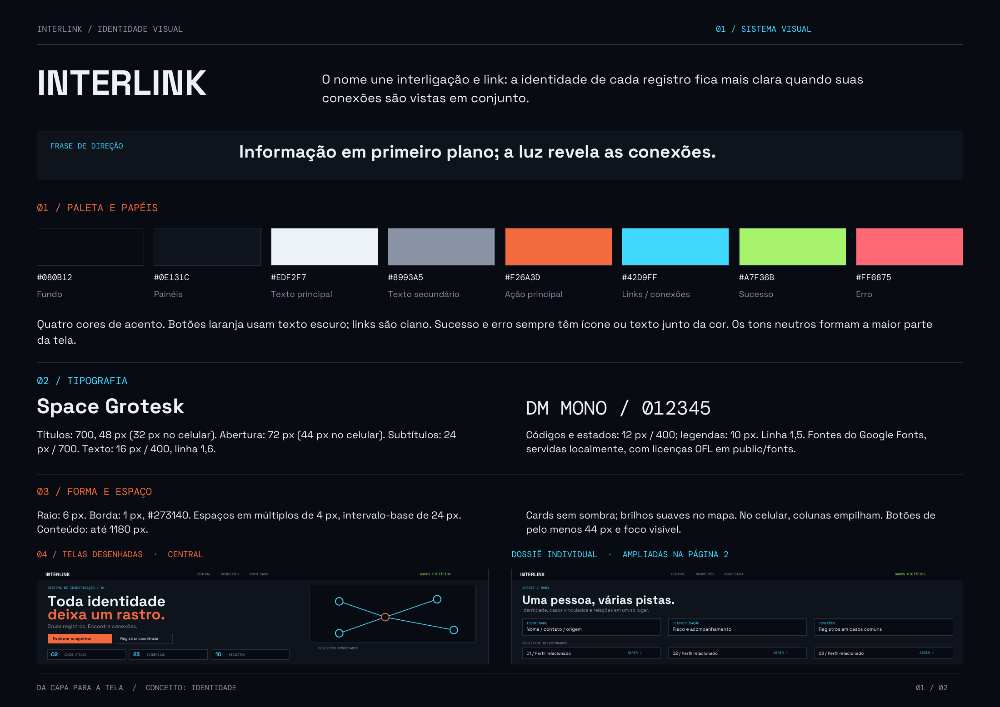 INTERLINK / IDENTIDADE VISUAL
01 / SISTEMA VISUAL
INTERLINK
O nome une interligação e link: a identidade de cada registro fica mais clara quando suas
conexões são vistas em conjunto.
FRASE DE DIREÇÃO
Informação em primeiro plano; a luz revela as conexões.
01 / PALETA E PAPÉIS
#080B12
#0E131C
#EDF2F7
#8993A5
#F26A3D
#42D9FF
#A7F36B
#FF6875
Fundo
Painéis
Texto principal
Texto secundário
Ação principal
Links / conexões
Sucesso
Erro
Quatro cores de acento. Botões laranja usam texto escuro; links são ciano. Sucesso e erro sempre têm ícone ou texto junto da cor. Os tons neutros formam a maior parte
da tela.
02 / TIPOGRAFIA
Space Grotesk
Títulos: 700, 48 px (32 px no celular). Abertura: 72 px (44 px no celular). Subtítulos: 24
px / 700. Texto: 16 px / 400, linha 1,6.
DM MONO / 012345
Códigos e estados: 12 px / 400; legendas: 10 px. Linha 1,5. Fontes do Google Fonts,
servidas localmente, com licenças OFL em public/fonts.
03 / FORMA E ESPAÇO
Raio: 6 px. Borda: 1 px, #273140. Espaços em múltiplos de 4 px, intervalo-base de 24 px.
Conteúdo: até 1180 px.
Cards sem sombra; brilhos suaves no mapa. No celular, colunas empilham. Botões de
pelo menos 44 px e foco visível.
04 / TELAS DESENHADAS · CENTRAL
INTERLINK
CENTRAL
SUSPEITOS
NOVO CASO
DADOS FICTÍCIOS
SISTEMA DE INVESTIGAÇÃO / 01
Toda identidade
deixa um rastro.
Cruze registros. Encontre conexões.
Explorar suspeitos
Registrar ocorrência
02 CASOS ATIVOS
23 EVIDÊNCIAS
10 REGISTROS
REGISTROS CONECTADOS
DOSSIÊ INDIVIDUAL · AMPLIADAS NA PÁGINA 2
INTERLINK
CENTRAL
SUSPEITOS
NOVO CASO
DADOS FICTÍCIOS
DOSSIÊ / #003
Uma pessoa, várias pistas.
Identidade, casos vinculados e relações em um só lugar.
IDENTIDADE
Nome / contato / origem
CLASSIFICAÇÃO
Risco e acompanhamento
CONEXÕES
Registros em casos comuns
REGISTROS RELACIONADOS
01 / Perfil relacionado
ABRIR ›
02 / Perfil relacionado
ABRIR ›
03 / Perfil relacionado
ABRIR ›
DA CAPA PARA A TELA / CONCEITO: IDENTIDADE
01 / 02